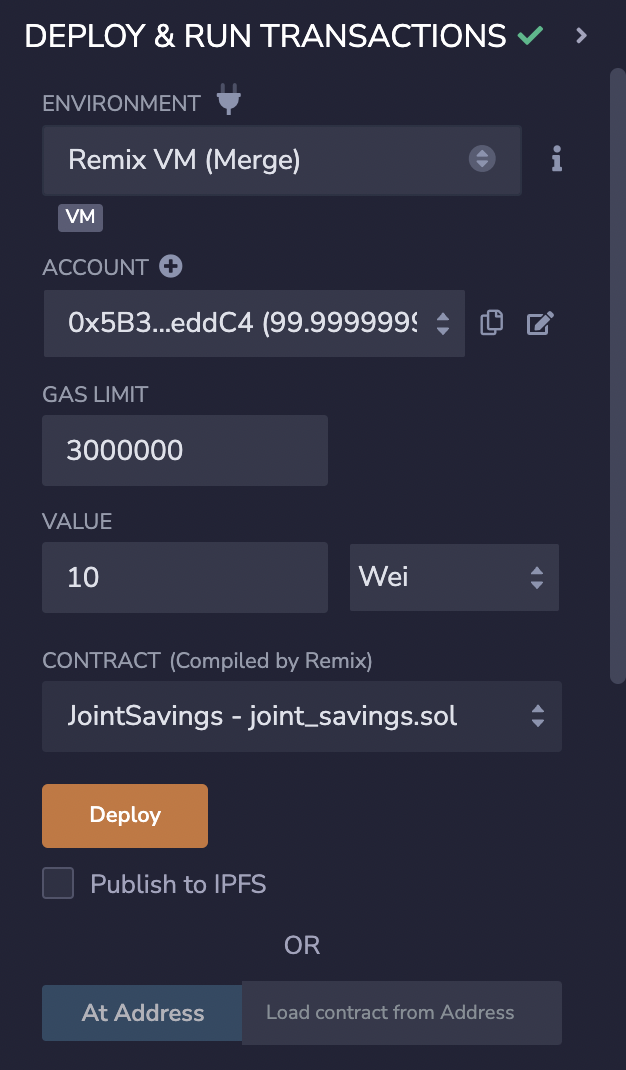 DEPLOY & RUN TRANSACTIONS
ENVIRONMENT
Remix VM (Merge)
VM
ACCOUNT
0x5B3...eddC4 (99.9999999
GAS LIMIT
3000000
VALUE
10 Wei
CONTRACT (Compiled by Remix)
JointSavings - joint_savings.sol
Deploy
Publish to IPFS
OR
At Address Load contract from Address